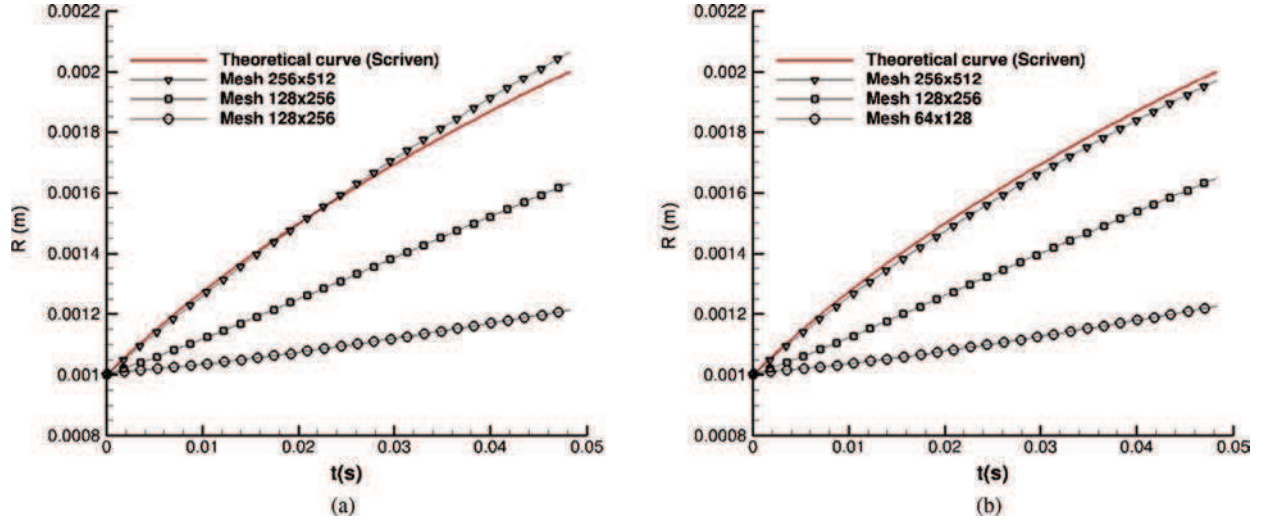 0.0022
0.002
0.0018
0.0016
0.0014
0.0012
0.001
0.0008
R (m)
Theoretical curve (Scriven)
Mesh 256x512
Mesh 128x256
Mesh 128x256
0
0.01
0.02
0.03
0.04
0.05
t(s)
(a)
0.0022
0.002
0.0018
0.0016
0.0014
0.0012
0.001
0.0008
R (m)
Theoretical curve (Scriven)
Mesh 256x512
Mesh 128x256
Mesh 64x128
0
0.01
0.02
0.03
0.04
0.05
t(s)
(b)